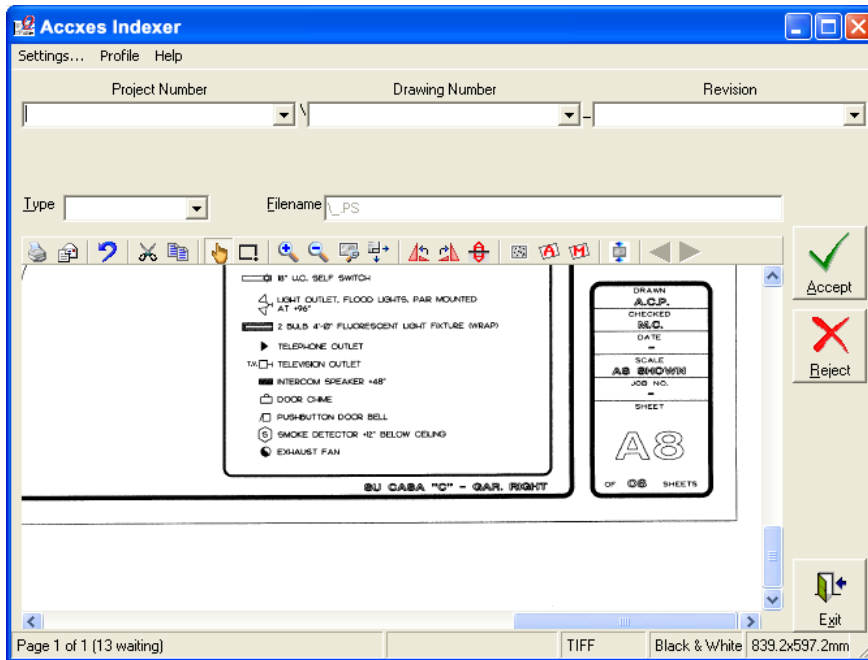 Accxes Indexer
Settings... Profile Help
Project Number
Drawing Number
Revision
\
_
Type
Filename \_.PS
18" U.C. SELF SWITCH
LIGHT OUTLET, FLOOD LIGHTS, PAR MOUNTED
AT +96"
2 BULB 4'-0" FLUORESCENT LIGHT FIXTURE (WRAP)
TELEPHONE OUTLET
T.V. TELEVISION OUTLET
INTERCOM SPEAKER +48"
DOOR CHIME
PUSHBUTTON DOOR BELL
S SMOKE DETECTOR +12" BELOW CEILING
EXHAUST FAN
SU CASA "C" - GAR. RIGHT
DRAWN
A.C.P.
CHECKED
M.C.
DATE
-
SCALE
AS SHOWN
JOB NO.
-
SHEET
A8
OF 08 SHEETS
A
M
Accept
Reject
Exit
Page 1 of 1 (13 waiting)
TIFF
Black & White
839.2x597.2mm